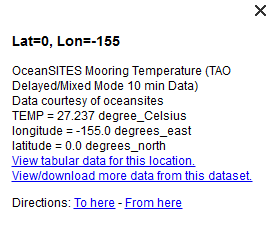 Lat=0, Lon=-155
OceanSITES Mooring Temperature (TAO
Delayed/Mixed Mode 10 min Data)
Data courtesy of oceansites
TEMP = 27.237 degree_Celsius
longitude = -155.0 degrees_east
latitude = 0.0 degrees_north
View tabular data for this location.
View/download more data from this dataset.
Directions: To here - From here